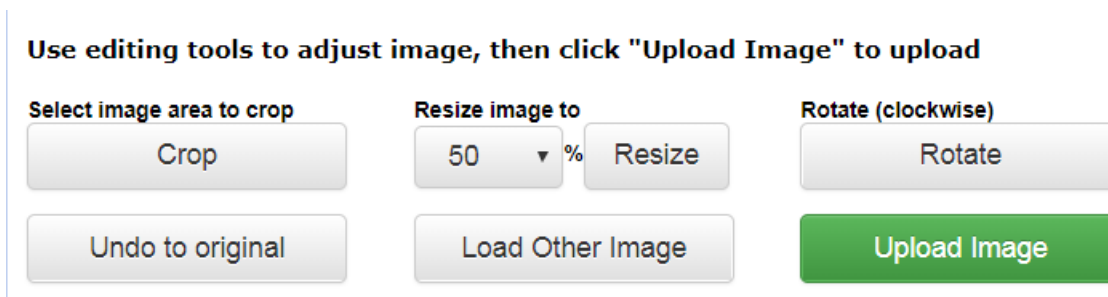 Use editing tools to adjust image, then click "Upload Image" to upload
Select image area to crop
Resize image to
Rotate (clockwise)
Crop
50
%
Resize
Rotate
Undo to original
Load Other Image
Upload Image